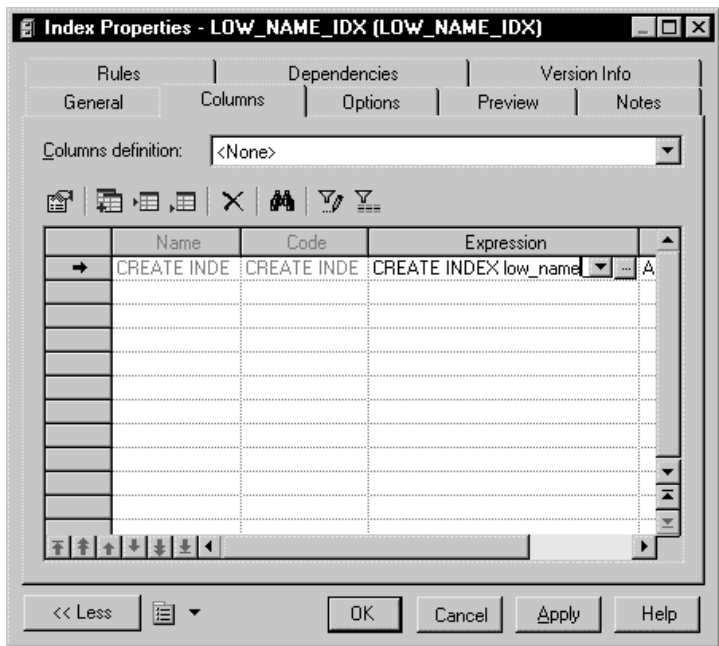 Index Properties - LOW_NAME_IDX (LOW_NAME_IDX)
Rules Dependencies Version Info
General Columns Options Preview Notes
Columns definition: <None>
Name Code Expression
CREATE INDE CREATE INDE CREATE INDEX low_name ... A
<< Less OK Cancel Apply Help